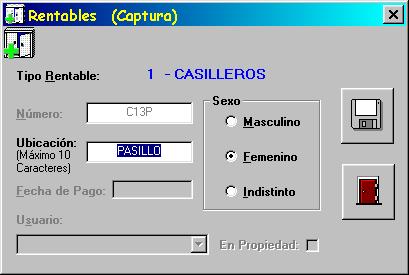 Rentables (Captura)
Tipo Rentable: 1 - CASILLEROS
Número: C13P
Ubicación: PASILLO
(Máximo 10
Caracteres)
Fecha de Pago:
Usuario:
Sexo
Masculino
Femenino
Indistinto
En Propiedad: